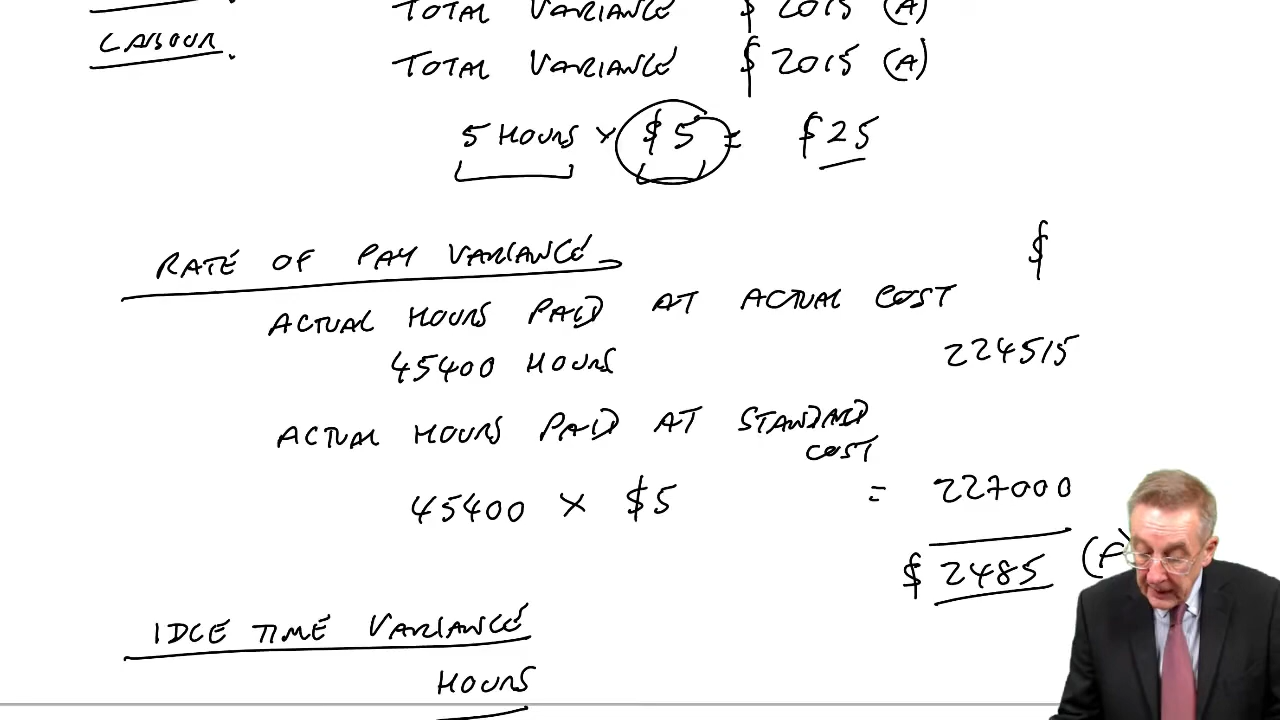 TOTAL VARIANCE $ 2015 (A)
LABOUR.
TOTAL VARIANCE $ 2015 (A)
5 HOURS × $5 = $25
RATE OF PAY VARIANCE
$
ACTUAL HOURS PAID AT ACTUAL COST
45400 HOURS 224515
ACTUAL HOURS PAID AT STANDARD
COST
45400 × $5 = 227000
$ 2485 (F)
IDLE TIME VARIANCE
HOURS